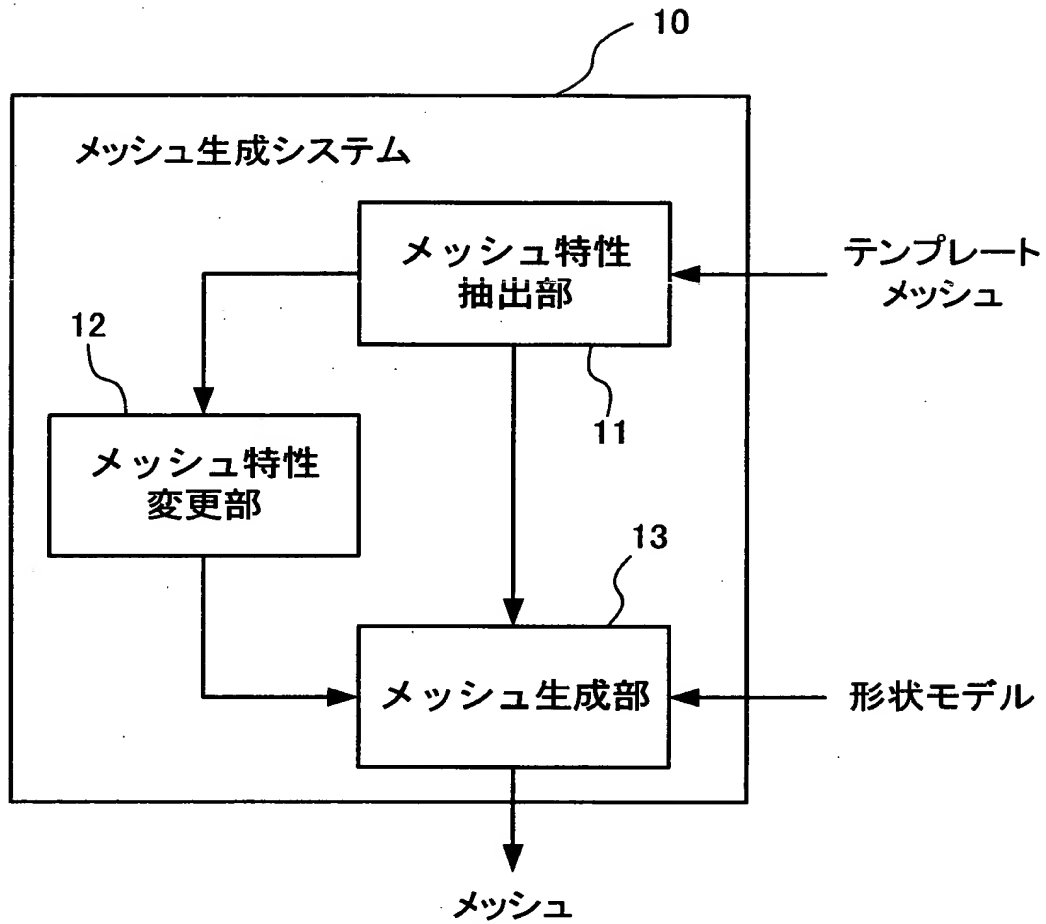 10
メッシュ生成システム
メッシュ特性
抽出部
テンプレート
メッシュ
12
11
メッシュ特性
変更部
13
メッシュ生成部
形状モデル
メッシュ